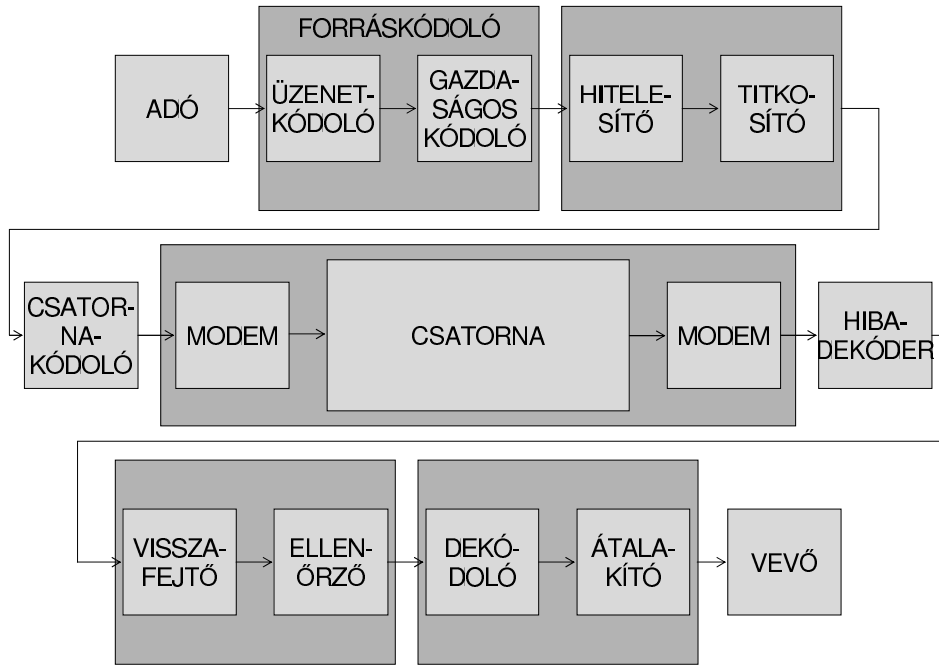 FORRÁSKÓDOLÓ
ADÓ
ÜZENET-
KÓDOLÓ
GAZDA-
SÁGOS
KÓDOLÓ
HITELE-
SÍTŐ
TITKO-
SÍTÓ
CSATOR-
NA-
KÓDOLÓ
MODEM
CSATORNA
MODEM
HIBA-
DEKÓDER
VISSZA-
FEJTŐ
ELLEN-
ŐRZŐ
DEKÓ-
DOLÓ
ÁTALA-
KÍTÓ
VEVŐ